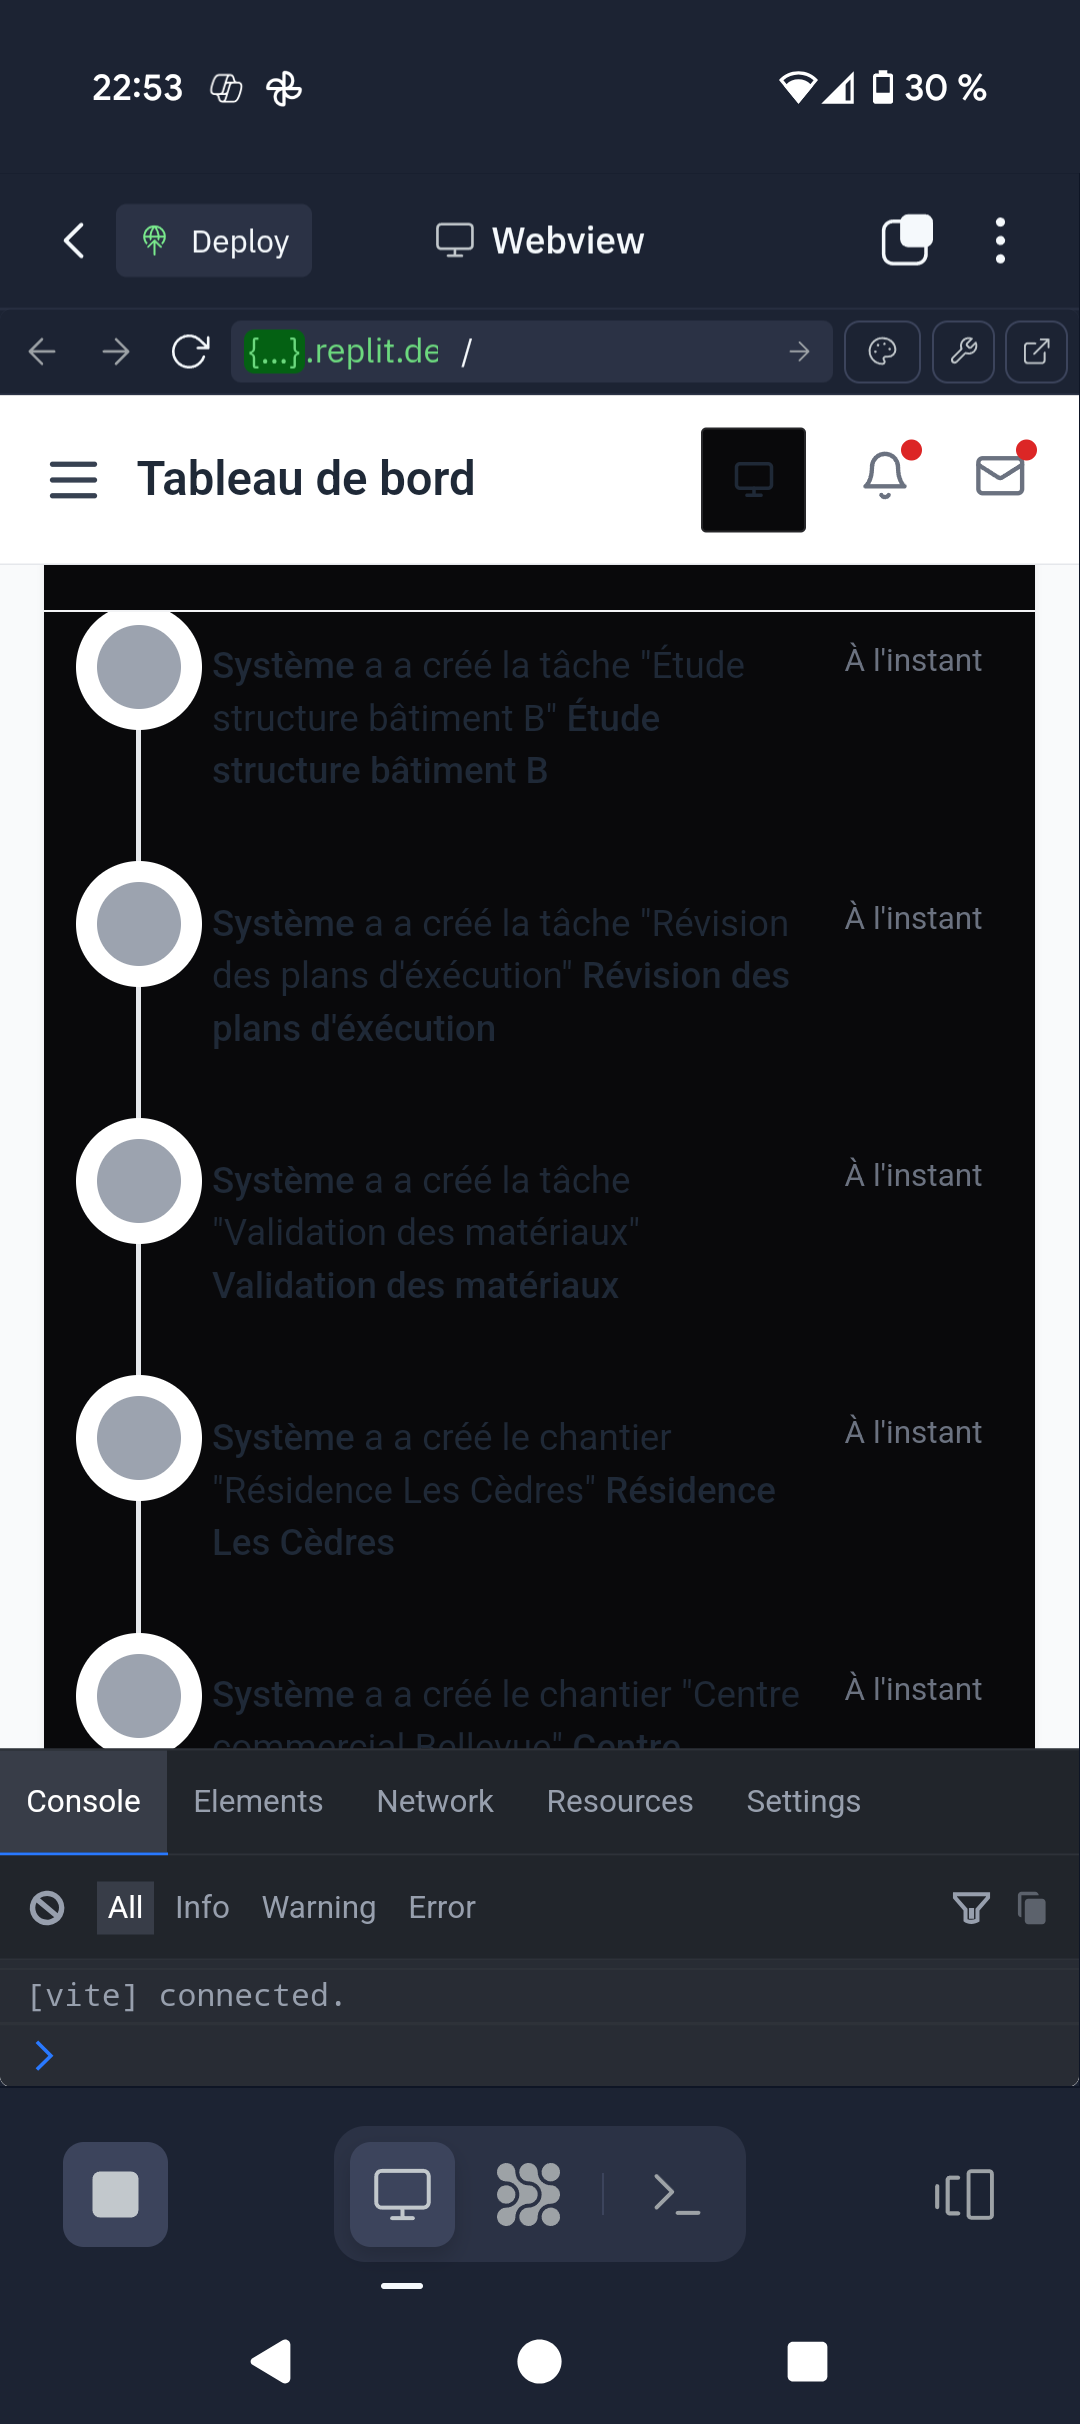 22:53
30 %
Deploy
Webview
{...}.replit.de /
Tableau de bord
Système a a créé la tâche "Étude
structure bâtiment B" Étude
structure bâtiment B
À l'instant
Système a a créé la tâche "Révision
des plans d'éxécution" Révision des
plans d'éxécution
À l'instant
Système a a créé la tâche
"Validation des matériaux"
Validation des matériaux
À l'instant
Système a a créé le chantier
"Résidence Les Cèdres" Résidence
Les Cèdres
À l'instant
Système a a créé le chantier "Centre
commercial Bellevue" Centre
À l'instant
Console Elements Network Resources Settings
All Info Warning Error
[vite] connected.